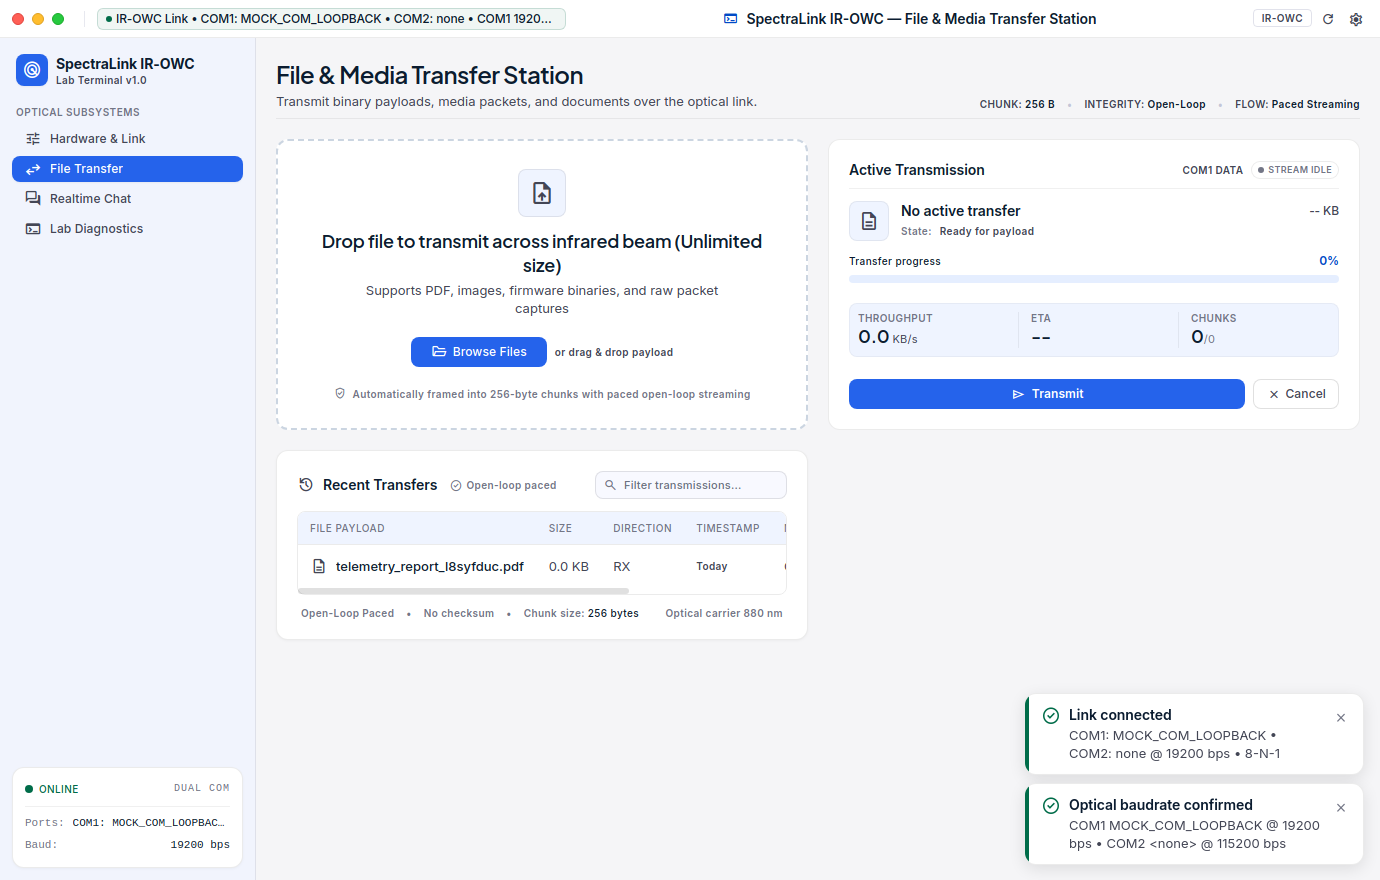 IR-OWC Link • COM1: MOCK_COM_LOOPBACK • COM2: none • COM1 1920...
SpectraLink IR-OWC — File & Media Transfer Station
IR-OWC
SpectraLink IR-OWC
Lab Terminal v1.0
OPTICAL SUBSYSTEMS
Hardware & Link
File Transfer
Realtime Chat
Lab Diagnostics
ONLINE
DUAL COM
Ports: COM1: MOCK_COM_LOOPBAC…
Baud: 19200 bps
File & Media Transfer Station
Transmit binary payloads, media packets, and documents over the optical link.
CHUNK: 256 B • INTEGRITY: Open-Loop • FLOW: Paced Streaming
Drop file to transmit across infrared beam (Unlimited
size)
Supports PDF, images, firmware binaries, and raw packet
captures
Browse Files
or drag & drop payload
Automatically framed into 256-byte chunks with paced open-loop streaming
Active Transmission
COM1 DATA
STREAM IDLE
No active transfer
-- KB
State: Ready for payload
Transfer progress
0%
THROUGHPUT
0.0 KB/s
ETA
--
CHUNKS
0/0
Transmit
Cancel
Recent Transfers
Open-loop paced
Filter transmissions...
FILE PAYLOAD SIZE DIRECTION TIMESTAMP
telemetry_report_l8syfduc.pdf 0.0 KB RX Today
Open-Loop Paced • No checksum • Chunk size: 256 bytes
Optical carrier 880 nm
Link connected
COM1: MOCK_COM_LOOPBACK •
COM2: none @ 19200 bps • 8-N-1
Optical baudrate confirmed
COM1 MOCK_COM_LOOPBACK @ 19200
bps • COM2 <none> @ 115200 bps